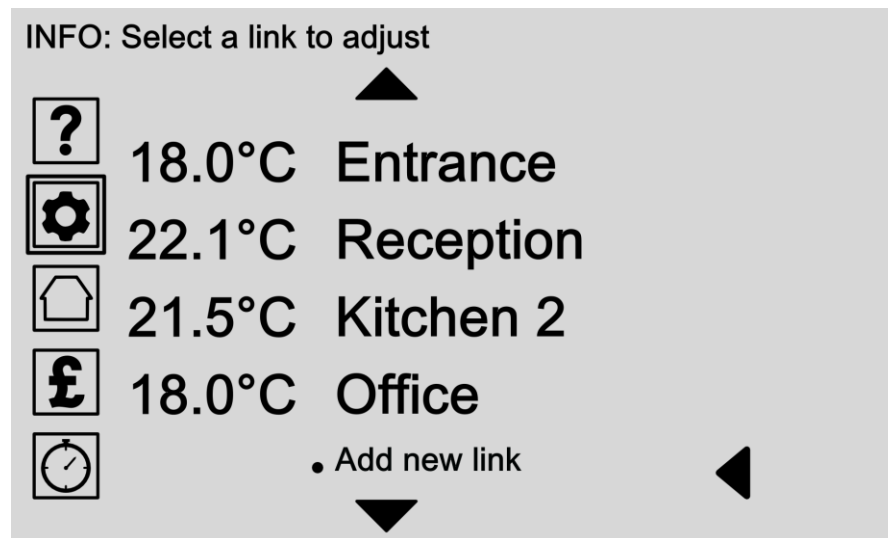 INFO: Select a link to adjust
?
18.0°C Entrance
22.1°C Reception
21.5°C Kitchen 2
£
18.0°C Office
• Add new link